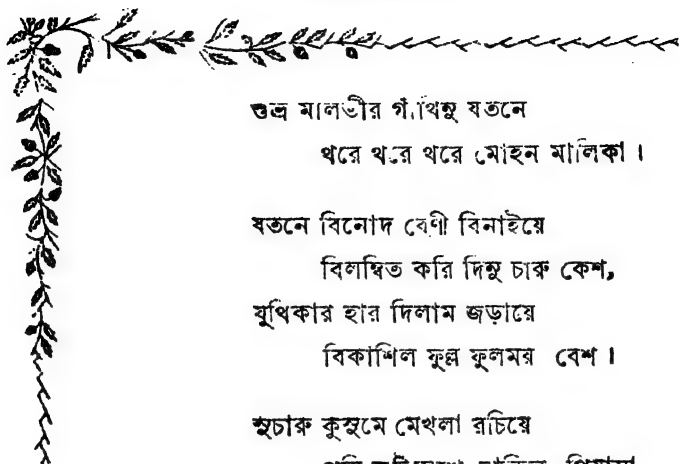 শুভ্র মালতীর গাঁথিনু যতনে
থরে থরে থরে মোহন মালিকা ।
যতনে বিনোদ বেণী বিনাইয়ে
বিলম্বিত করি দিনু চারু কেশ,
যুথিকার হার দিলাম জড়ায়ে
বিকাশিল ফুল্ল ফুলময় বেশ ।
সুচারু কুসুমে মেখলা রচিয়ে